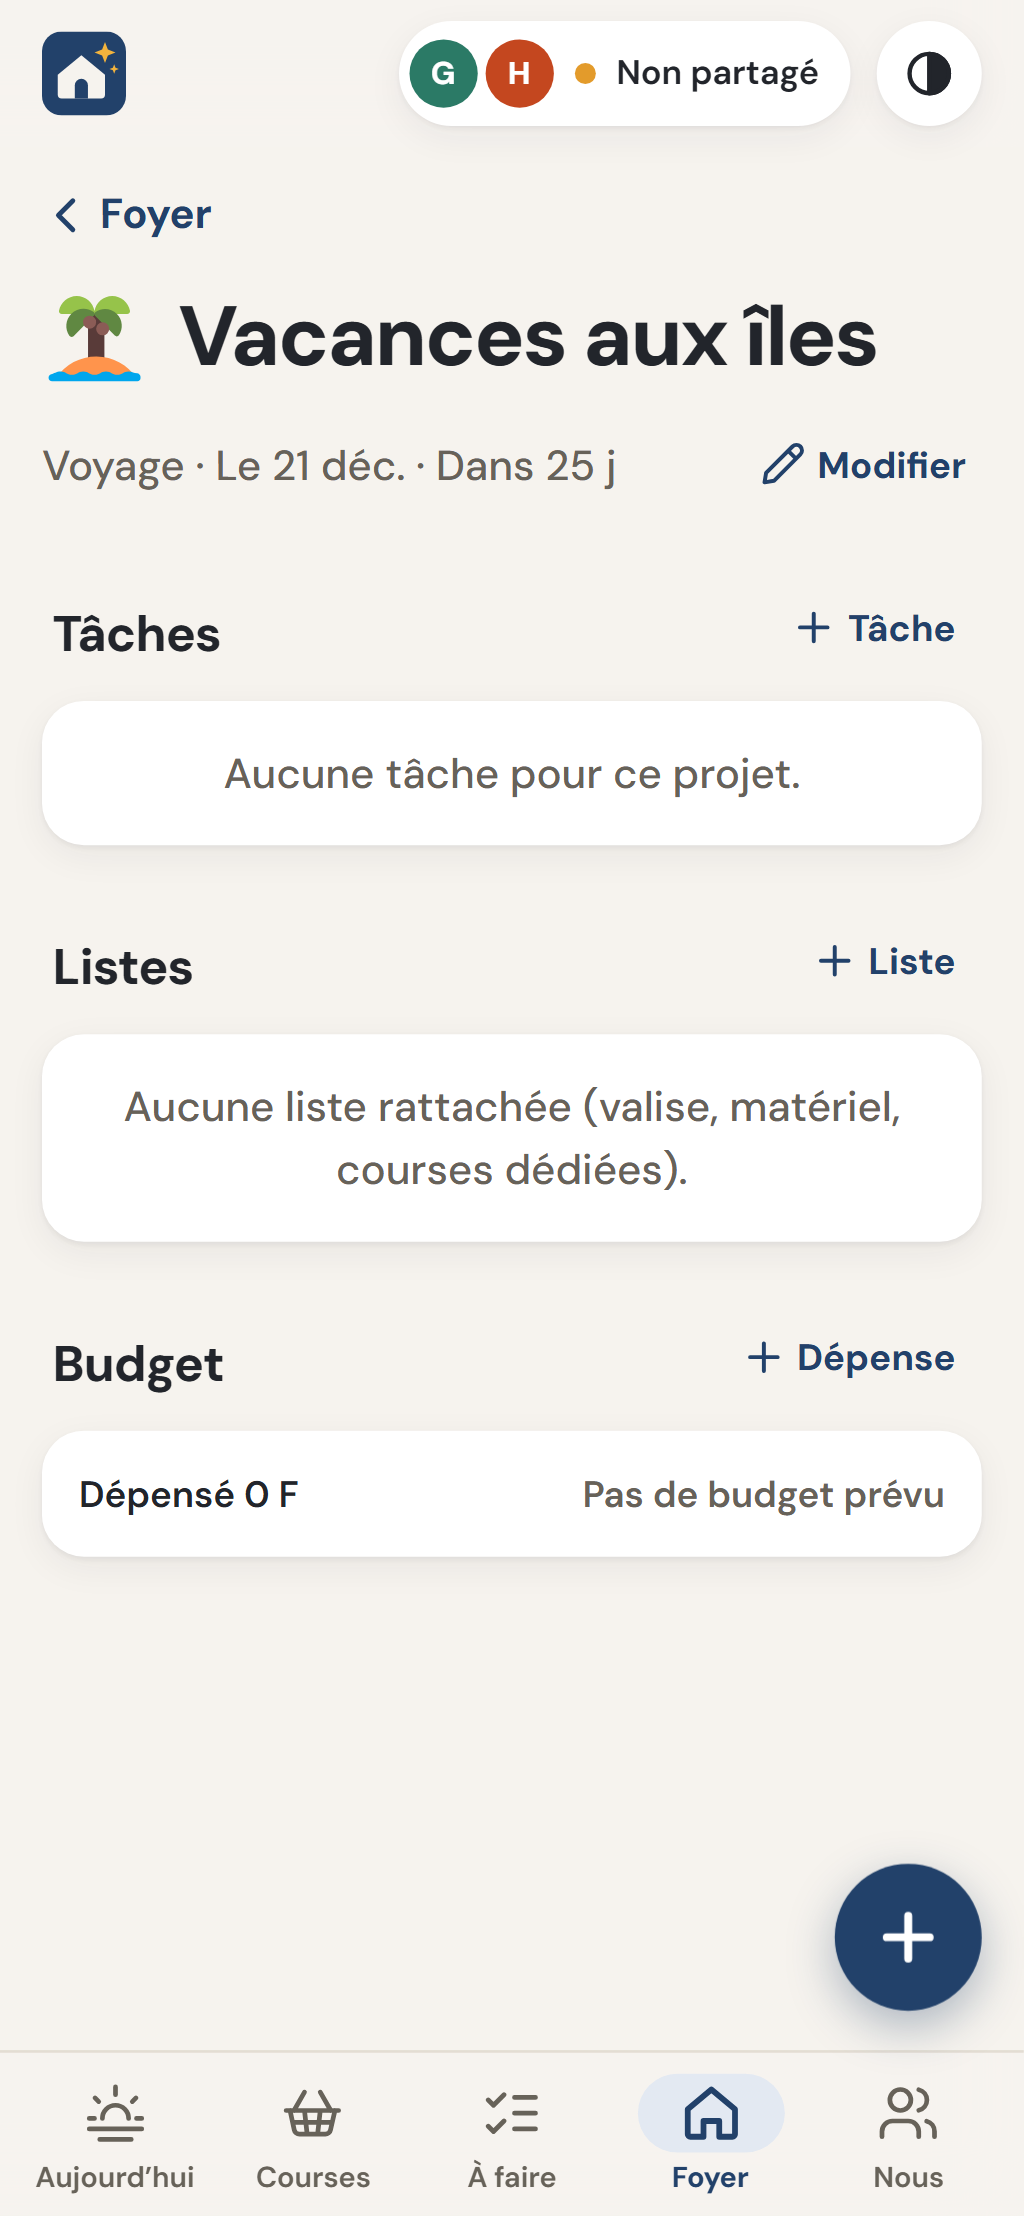 G H Non partagé
Foyer
Vacances aux îles
Voyage · Le 21 déc. · Dans 25 j
Modifier
Tâches
Tâche
Aucune tâche pour ce projet.
Listes
Liste
Aucune liste rattachée (valise, matériel,
courses dédiées).
Budget
Dépense
Dépensé 0 F
Pas de budget prévu
Aujourd’hui
Courses
À faire
Foyer
Nous